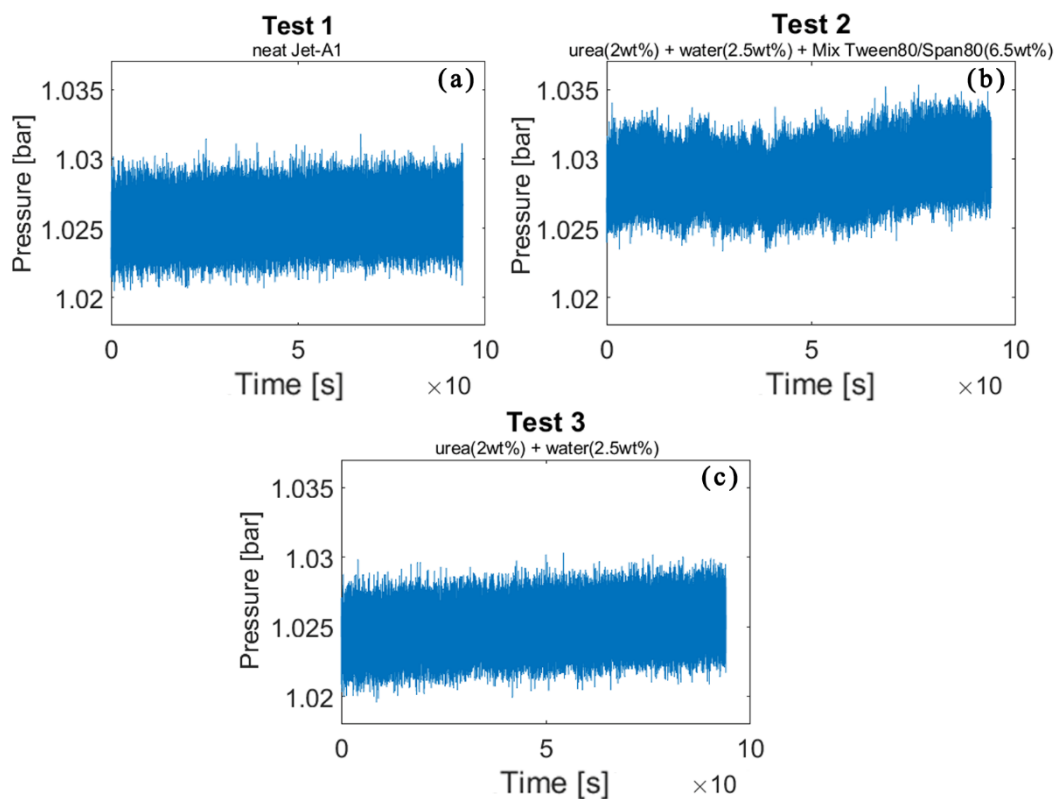 Test 1
neat Jet-A1
(a)
1.035
1.03
1.025
1.02
Pressure [bar]
0
5
10
Time [s]
×10
Test 2
urea(2wt%) + water(2.5wt%) + Mix Tween80/Span80(6.5wt%)
(b)
1.035
1.03
1.025
1.02
Pressure [bar]
0
5
10
Time [s]
×10
Test 3
urea(2wt%) + water(2.5wt%)
(c)
1.035
1.03
1.025
1.02
Pressure [bar]
0
5
10
Time [s]
×10